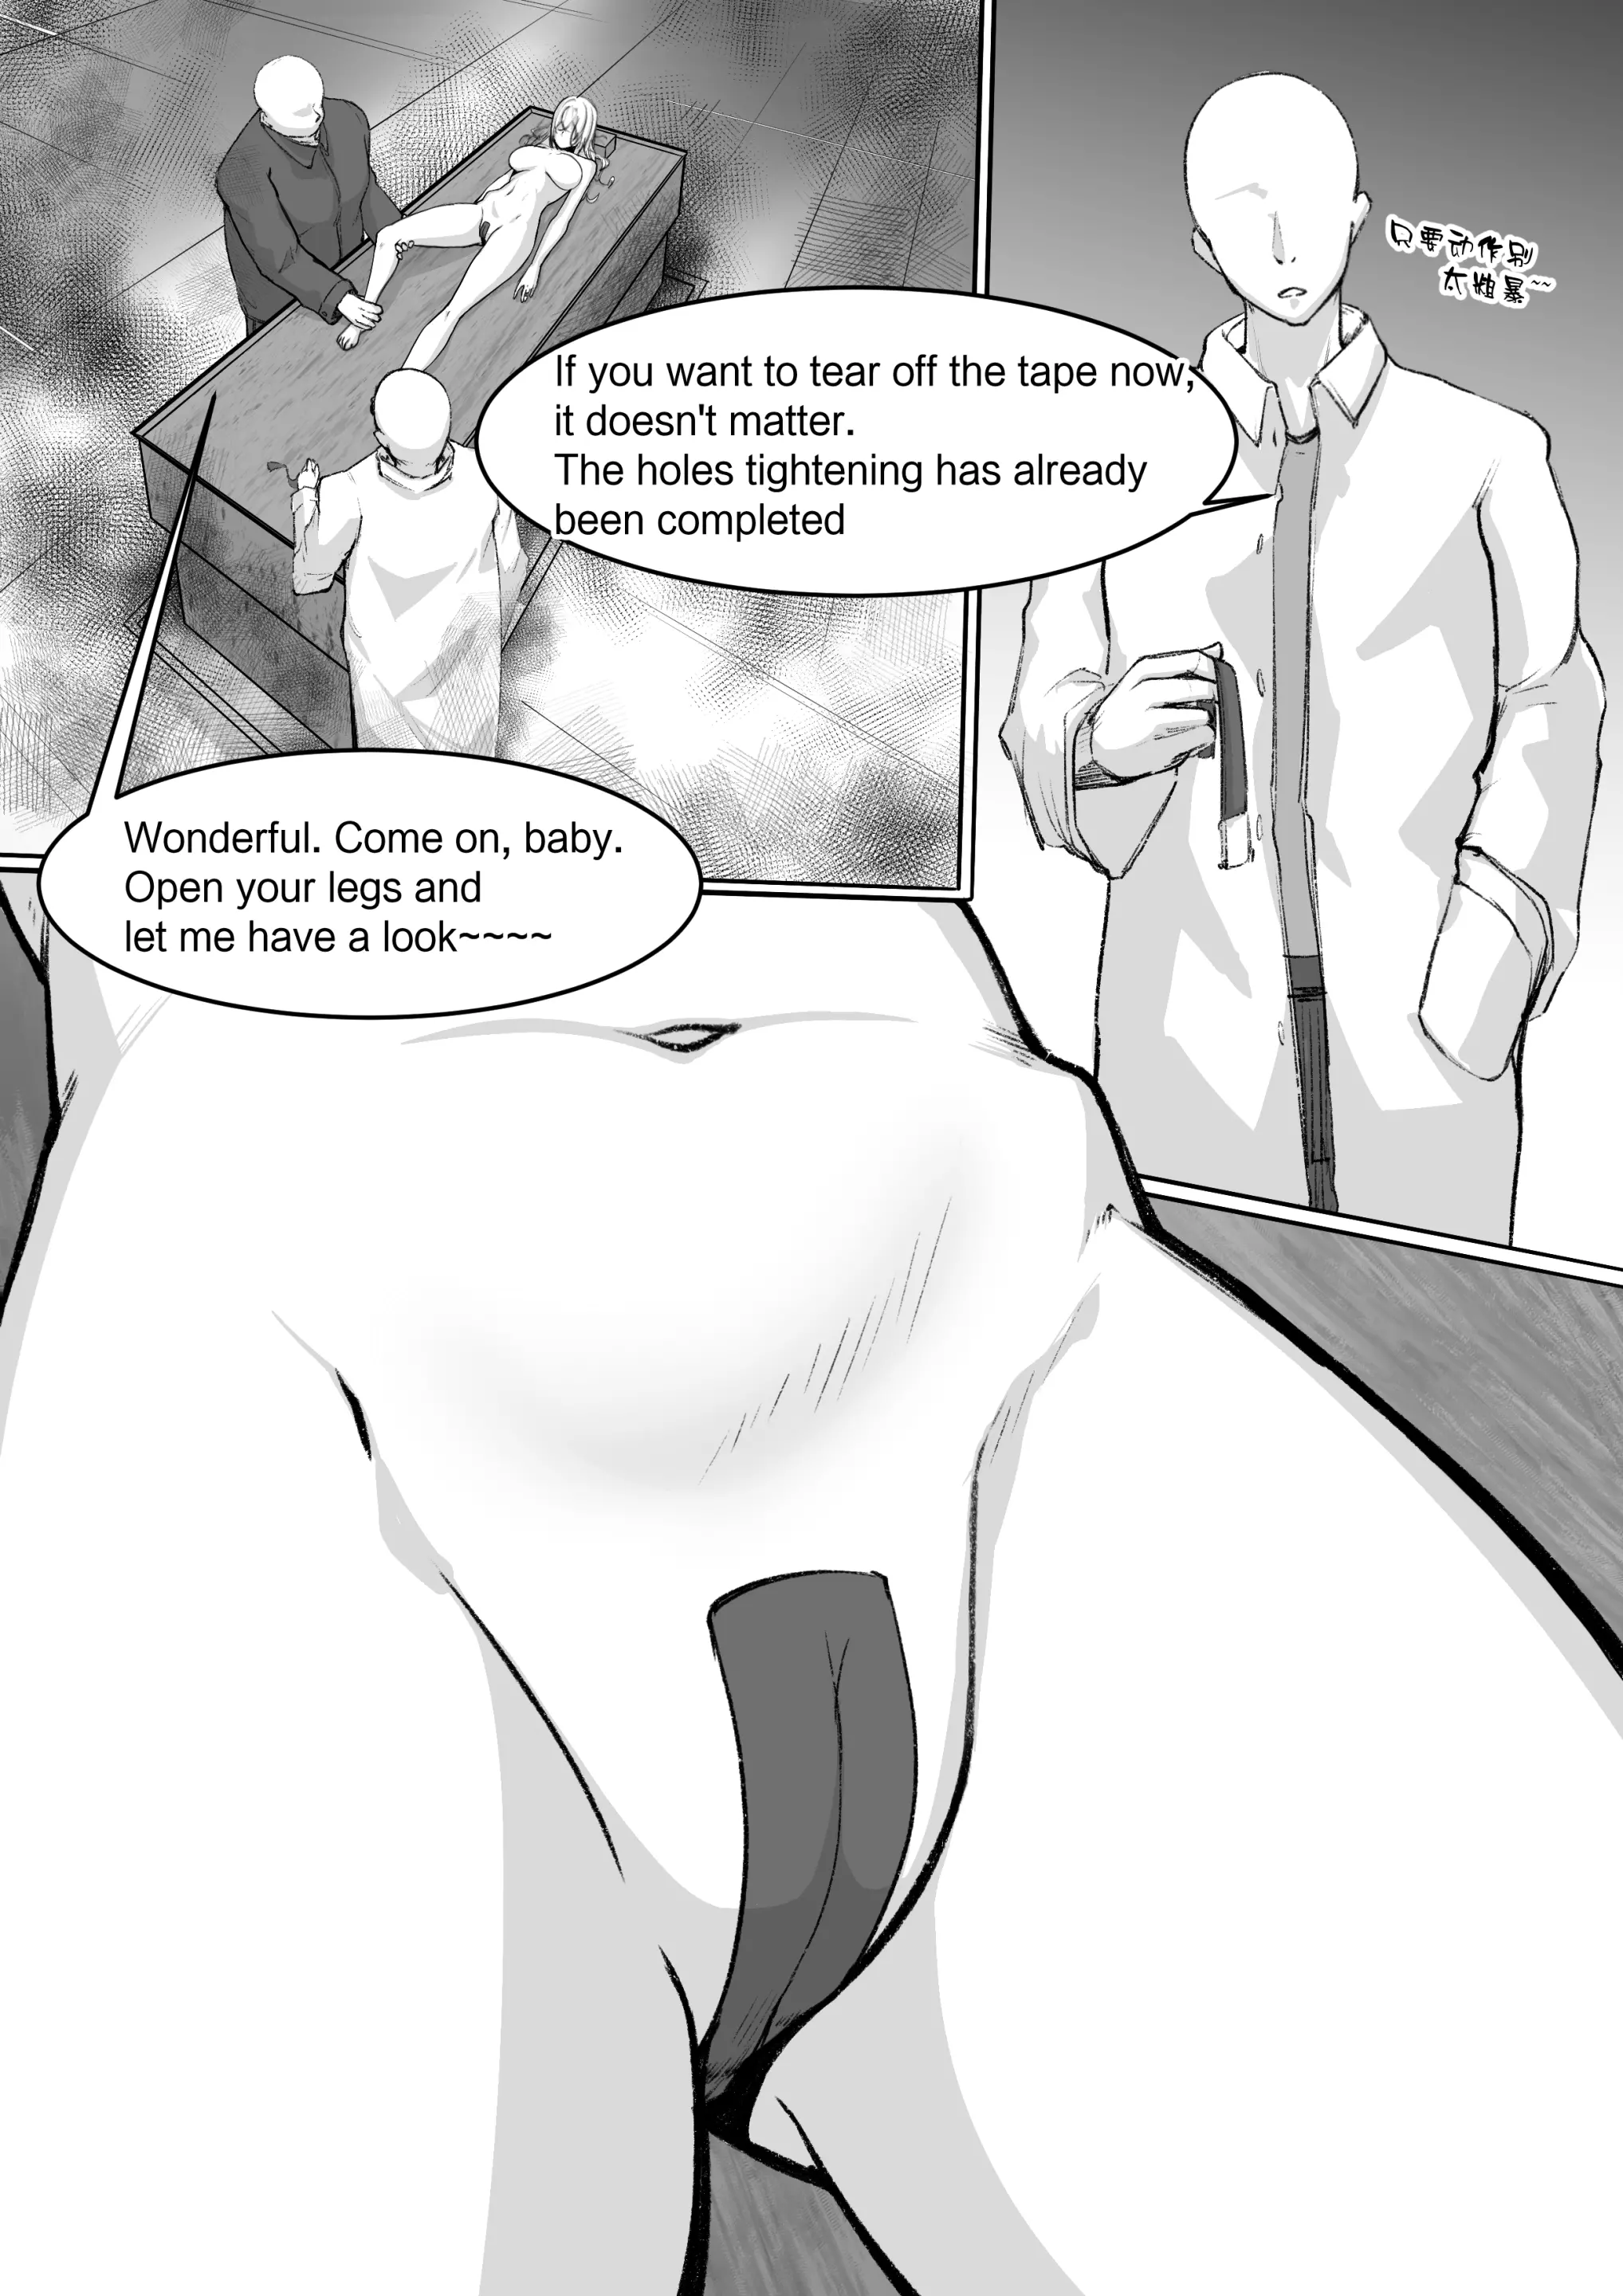 只要动作别
太粗暴~~
If you want to tear off the tape now,
it doesn't matter.
The holes tightening has already
been completed
Wonderful. Come on, baby.
Open your legs and
let me have a look~~~~